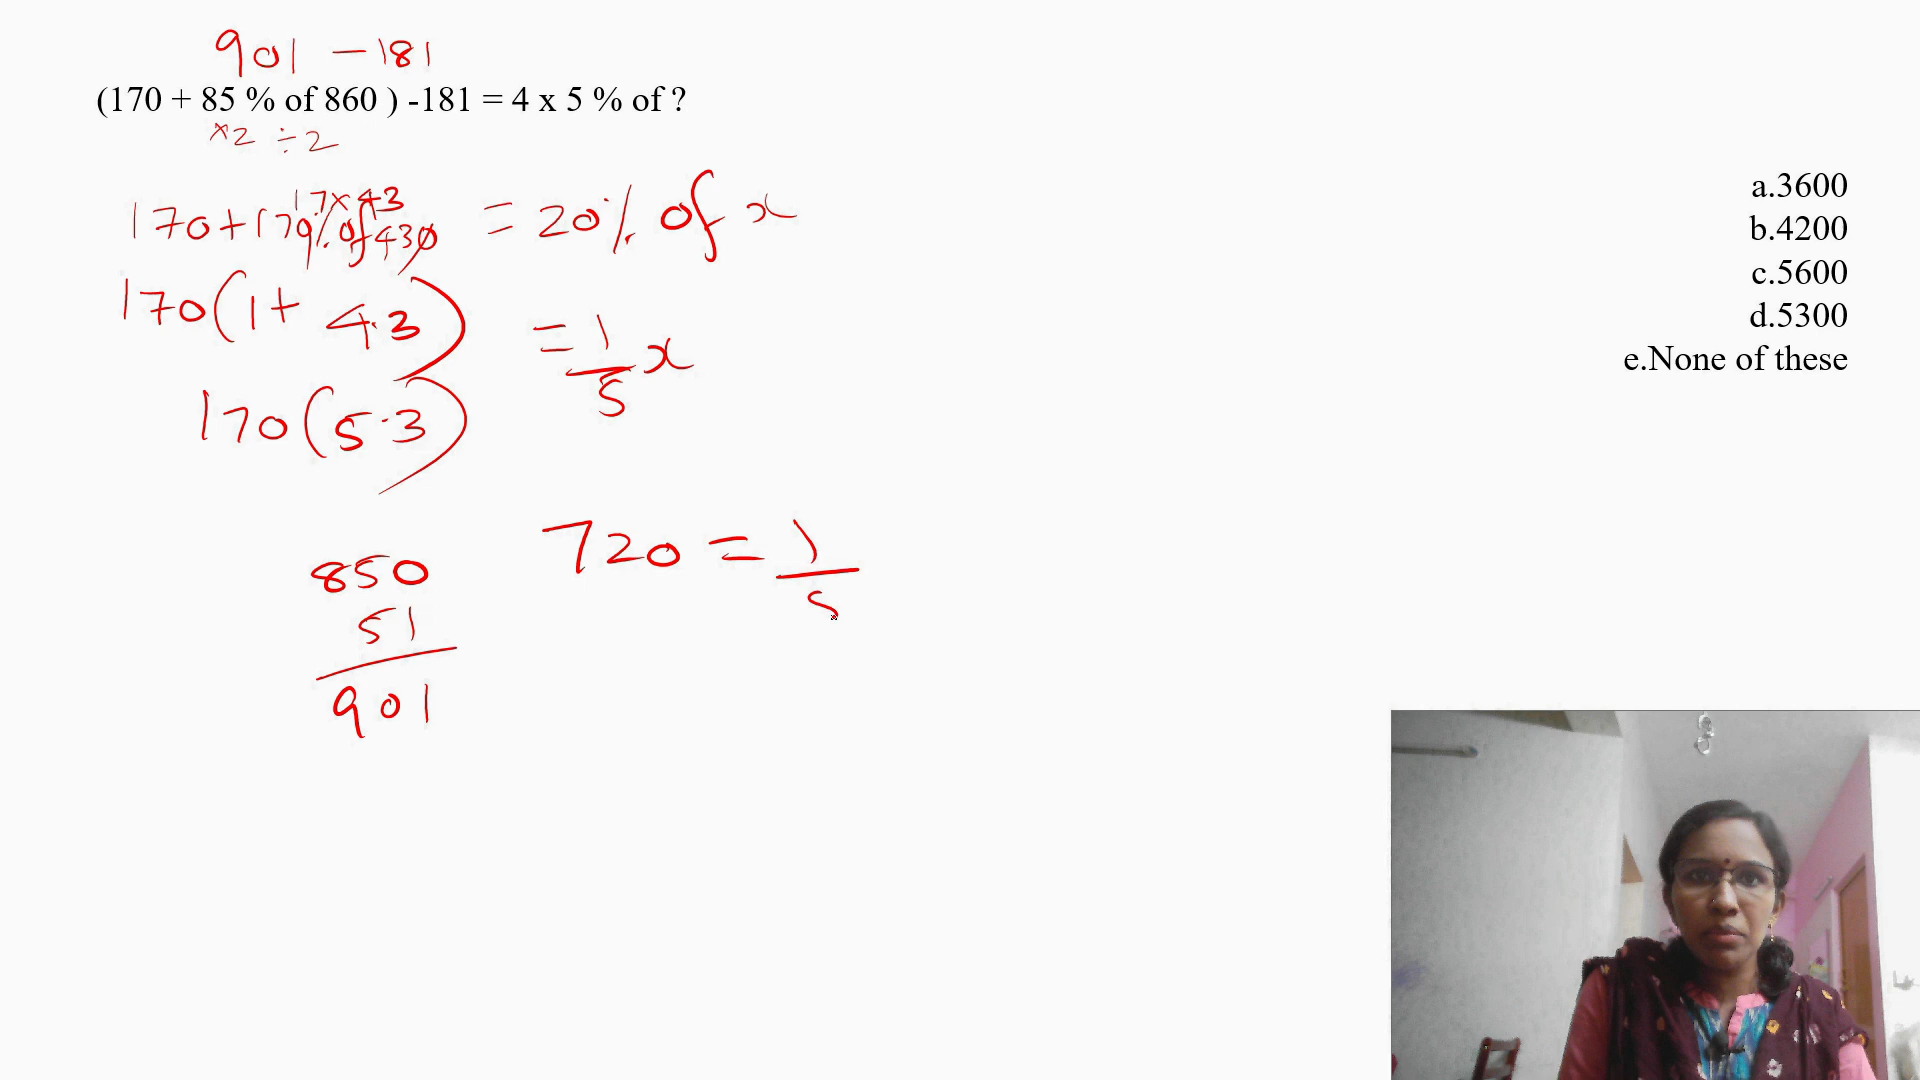 901 - 181
(170 + 85 % of 860 ) -181 = 4 x 5 % of ?
×2 ÷2
17×43
170+170% of 430 = 20% of x
170(1+ 4.3) = 1/5 x
170(5.3)
720 = 1/5
850
51
901
a.3600
b.4200
c.5600
d.5300
e.None of these